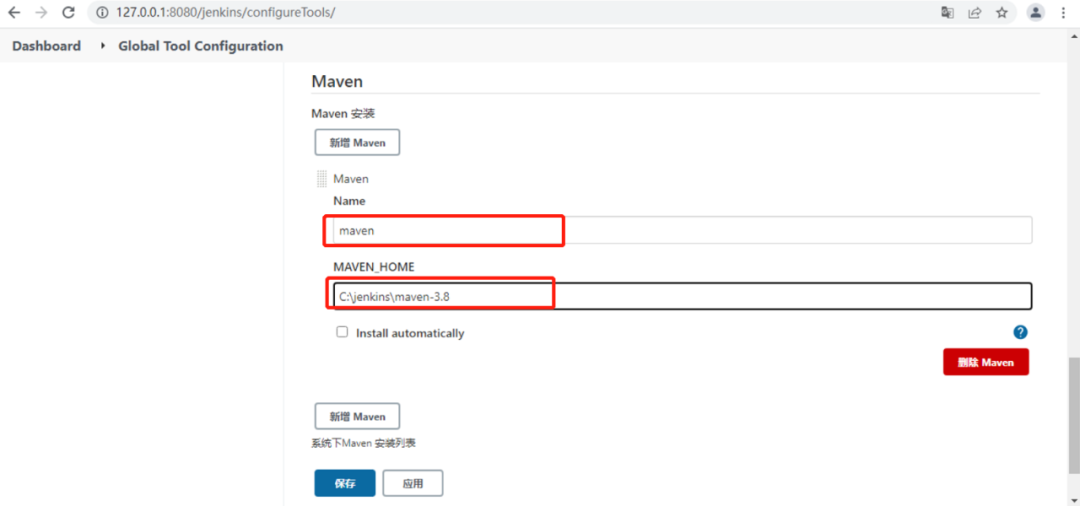 127.0.0.1:8080/jenkins/configureTools/
Dashboard Global Tool Configuration
Maven
Maven 安装
新增 Maven
Maven
Name
maven
MAVEN_HOME
C:\jenkins\maven-3.8
Install automatically
?
删除 Maven
新增 Maven
系统下Maven 安装列表
保存 应用